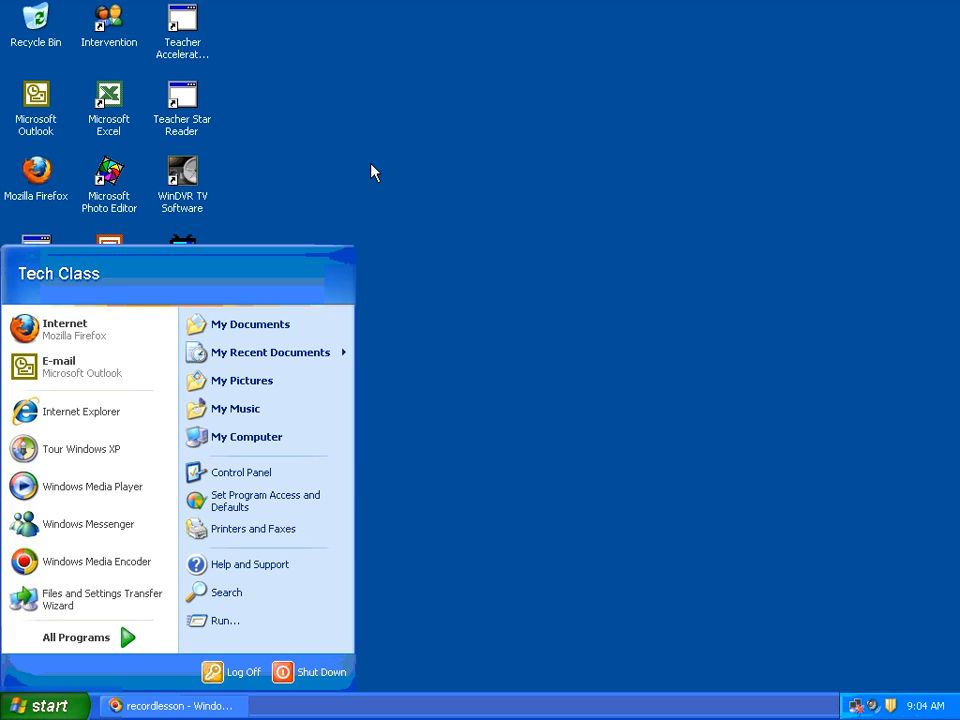 Recycle Bin
Intervention
Teacher
Accelerat...
Microsoft
Outlook
Microsoft
Excel
Teacher Star
Reader
Mozilla Firefox
Microsoft
Photo Editor
WinDVR TV
Software
Tech Class
Internet
Mozilla Firefox
E-mail
Microsoft Outlook
Internet Explorer
Tour Windows XP
Windows Media Player
Windows Messenger
Windows Media Encoder
Files and Settings Transfer
Wizard
All Programs
My Documents
My Recent Documents
My Pictures
My Music
My Computer
Control Panel
Set Program Access and
Defaults
Printers and Faxes
Help and Support
Search
Run...
Log Off
Shut Down
start
recordlesson - Windo...
9:04 AM